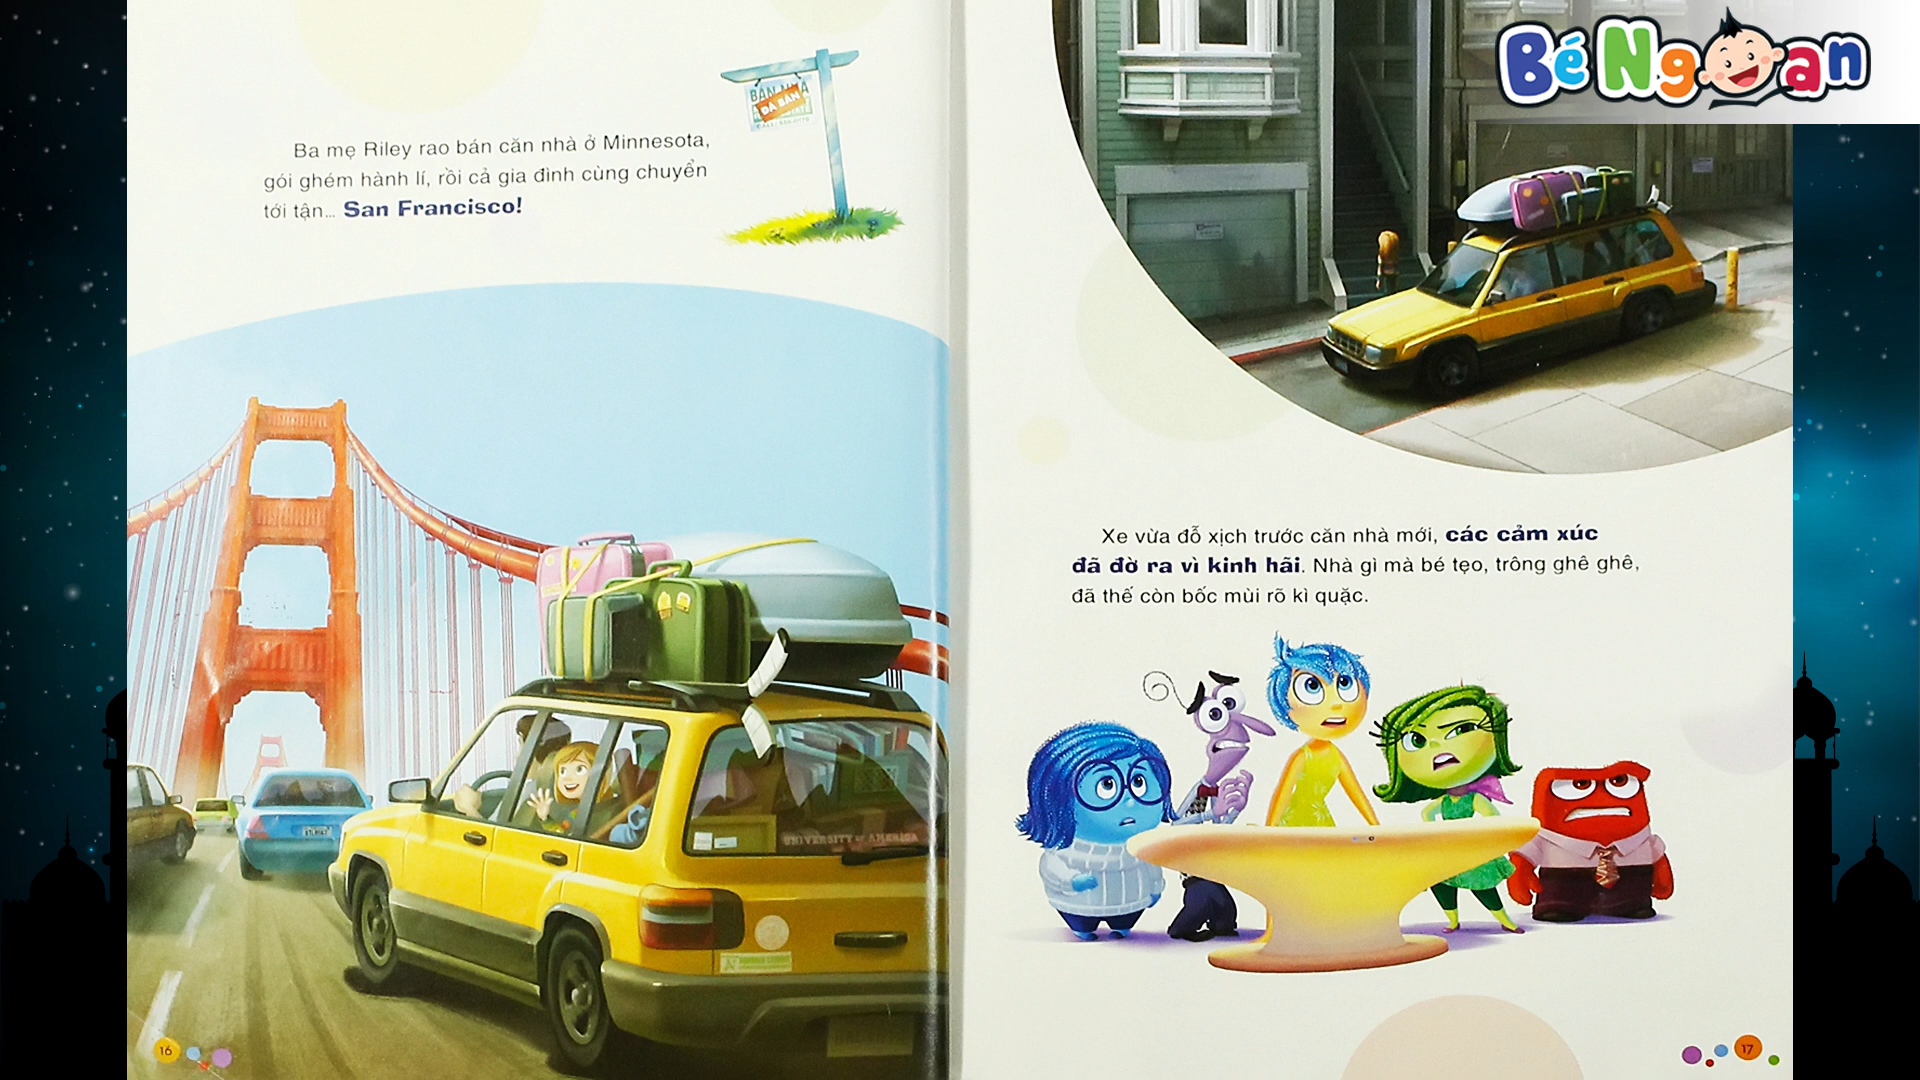 Bé Ngoan
BÁN NHÀ
ĐÃ BÁN
Ba mẹ Riley rao bán căn nhà ở Minnesota,
gói ghém hành lí, rồi cả gia đình cùng chuyển
tới tận... San Francisco!
UNIVERSITY OF AMERICA
16
Xe vừa đỗ xịch trước căn nhà mới, các cảm xúc
đã đờ ra vì kinh hãi. Nhà gì mà bé tẹo, trông ghê ghê,
đã thế còn bốc mùi rõ kì quặc.
17